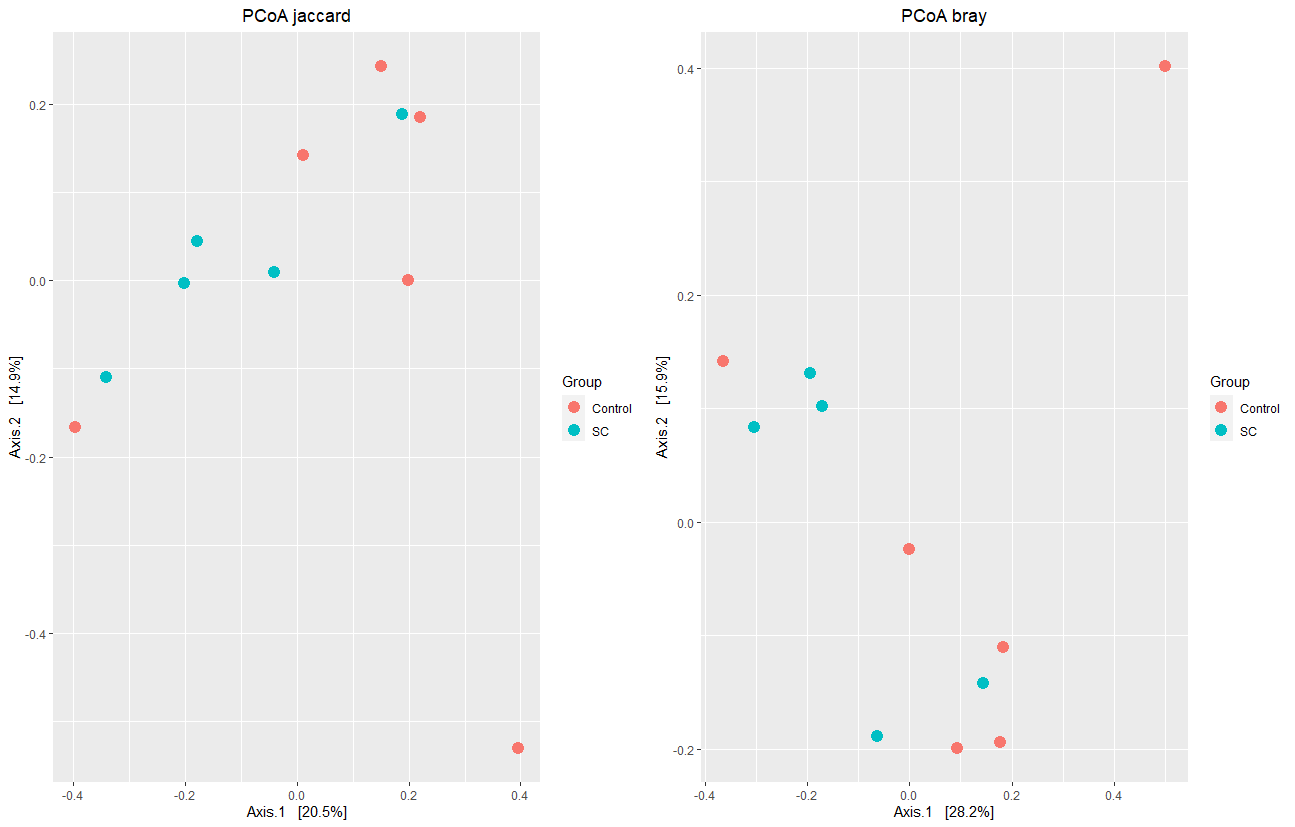 PCoA jaccard
0.2
0.0
-0.2
-0.4
Axis.2 [14.9%]
-0.4 -0.2 0.0 0.2 0.4
Axis.1 [20.5%]
Group
Control
SC
PCoA bray
0.4
0.2
0.0
-0.2
Axis.2 [15.9%]
-0.4 -0.2 0.0 0.2 0.4
Axis.1 [28.2%]
Group
Control
SC